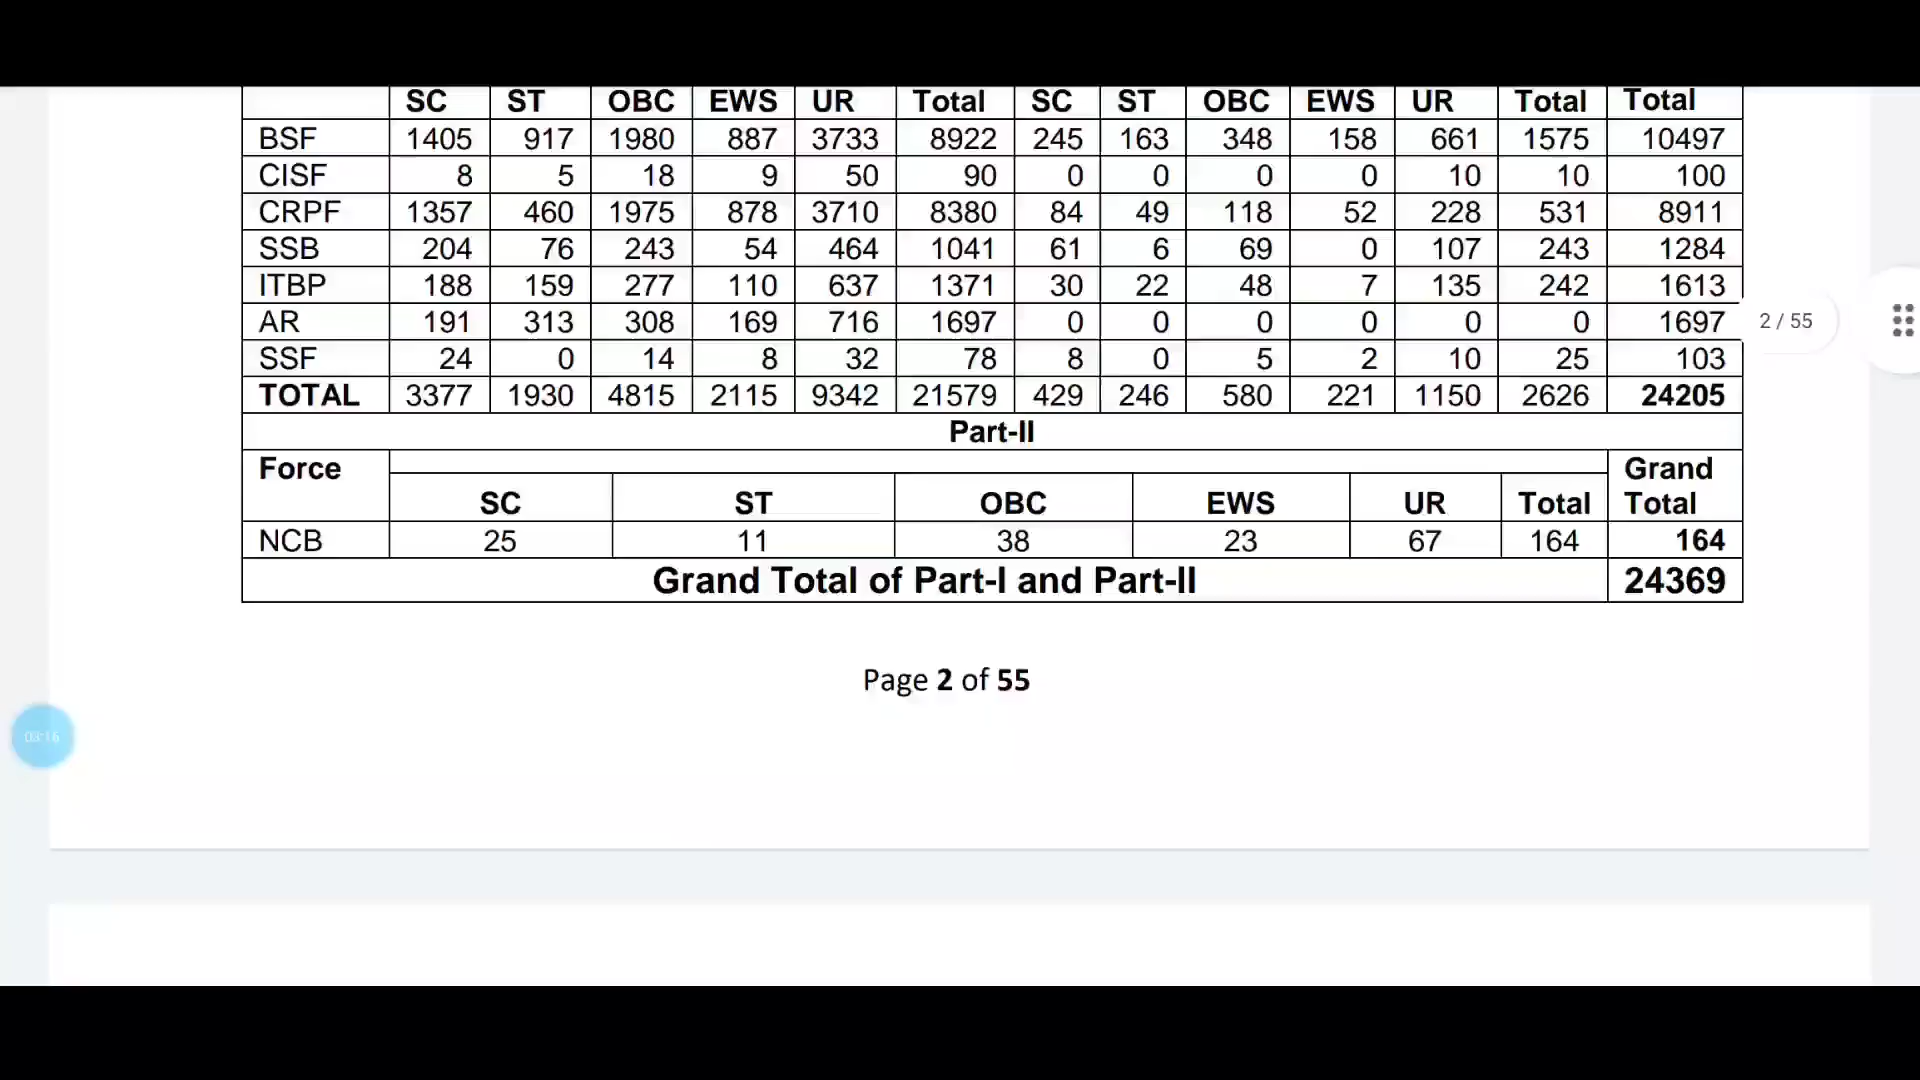 SC ST OBC EWS UR Total SC ST OBC EWS UR Total Total
BSF 1405 917 1980 887 3733 8922 245 163 348 158 661 1575 10497
CISF 8 5 18 9 50 90 0 0 0 0 10 10 100
CRPF 1357 460 1975 878 3710 8380 84 49 118 52 228 531 8911
SSB 204 76 243 54 464 1041 61 6 69 0 107 243 1284
ITBP 188 159 277 110 637 1371 30 22 48 7 135 242 1613
AR 191 313 308 169 716 1697 0 0 0 0 0 0 1697
2 / 55
SSF 24 0 14 8 32 78 8 0 5 2 10 25 103
TOTAL 3377 1930 4815 2115 9342 21579 429 246 580 221 1150 2626 24205
Part-II
Force Grand
SC ST OBC EWS UR Total Total
NCB 25 11 38 23 67 164 164
Grand Total of Part-I and Part-II 24369
Page 2 of 55
03:16